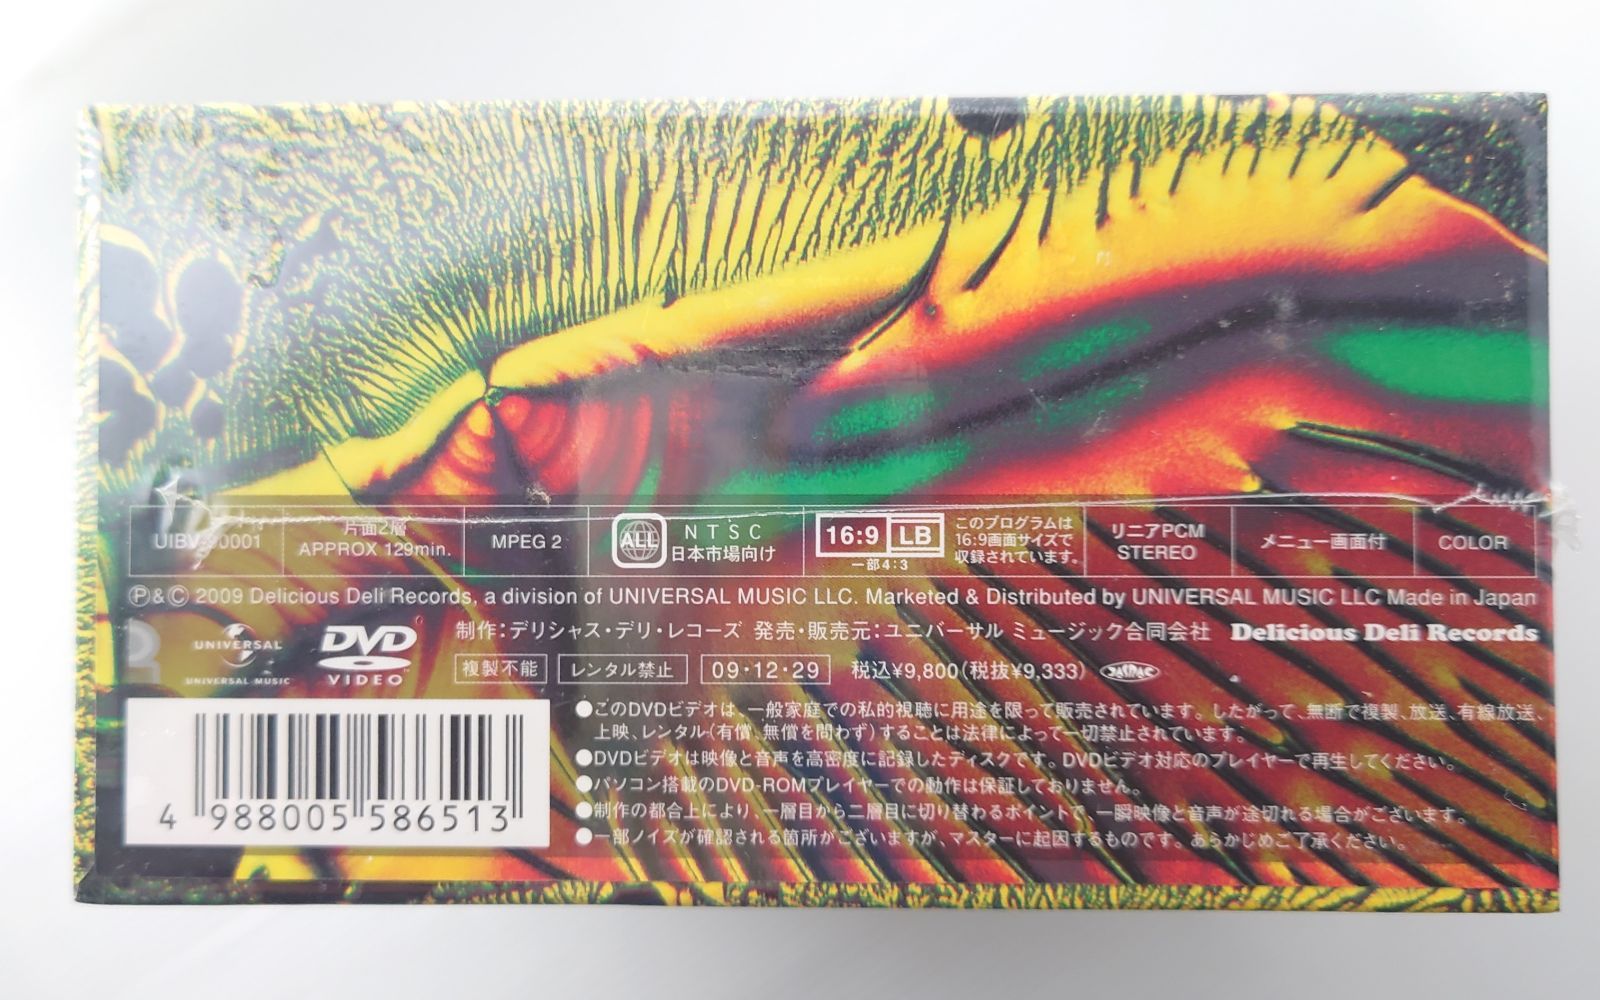 UIBV-90001
片面2層
APPROX 129min.
MPEG 2
ALL
NTSC
日本市場向け
16:9 LB
一部4:3
このプログラムは
16:9画面サイズで
収録されています。
リニアPCM
STEREO
メニュー画面付
COLOR
Ⓟ&Ⓒ 2009 Delicious Deli Records, a division of UNIVERSAL MUSIC LLC. Marketed & Distributed by UNIVERSAL MUSIC LLC Made in Japan
UNIVERSAL
UNIVERSAL MUSIC
DVD
VIDEO
制作：デリシャス・デリ・レコーズ 発売・販売元：ユニバーサル ミュージック合同会社 Delicious Deli Records
複製不能 レンタル禁止 09・12・29 税込¥9,800(税抜¥9,333)
●このDVDビデオは、一般家庭での私的視聴に用途を限って販売されています。したがって、無断で複製、放送、有線放送、
上映、レンタル(有償、無償を問わず)することは法律によって一切禁止されています。
●DVDビデオは映像と音声を高密度に記録したディスクです。DVDビデオ対応のプレイヤーで再生してください。
●パソコン搭載のDVD-ROMプレイヤーでの動作は保証しておりません。
●制作の都合上により、一層目から二層目に切り替わるポイントで、一瞬映像と音声が途切れる場合がございます。
●一部ノイズが確認される箇所がございますが、マスターに起因するものです。あらかじめご了承ください。
4 988005 586513